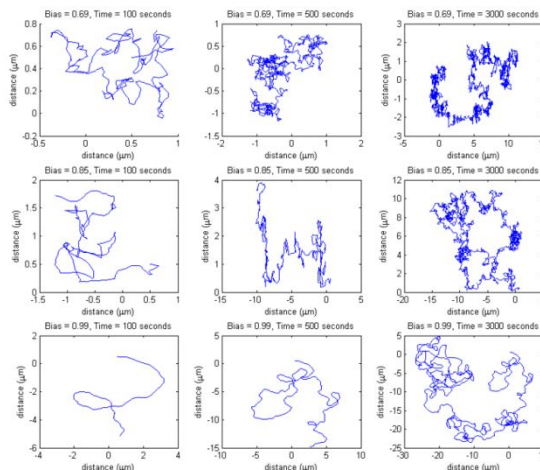 Bias = 0.69, Time = 100 seconds
0.8
0.6
0.4
0.2
0
0.2
distance (µm)
-0.5 0 0.5 1
distance (µm)
Bias = 0.69, Time = 500 seconds
1
0.5
0
-0.5
-1
-1.5
distance (µm)
-2 -1 0 1 2
distance (µm)
Bias = 0.69, Time = 3000 seconds
3
2
1
0
-1
-2
-3
distance (µm)
0 5 10
distance (µm)
Bias = 0.85, Time = 100 seconds
2
1.5
1
0.5
0
distance (µm)
-1.5 -1 -0.5 0 0.5 1
distance (µm)
Bias = 0.85, Time = 500 seconds
4
3
2
1
0
distance (µm)
-15 -10 -5 0 5
distance (µm)
Bias = 0.85, Time = 3000 seconds
12
10
8
6
4
2
0
distance (µm)
-20 -15 -10 -5 0
distance (µm)
Bias = 0.99, Time = 100 seconds
2
0
-2
-4
-6
distance (µm)
-4 -2 0 2 4
distance (µm)
Bias = 0.99, Time = 500 seconds
5
0
-5
-10
-15
distance (µm)
-10 -5 0 5 10
distance (µm)
Bias = 0.99, Time = 3000 seconds
5
0
-5
-10
-15
-20
-25
distance (µm)
-30 -20 -10 0 10
distance (µm)